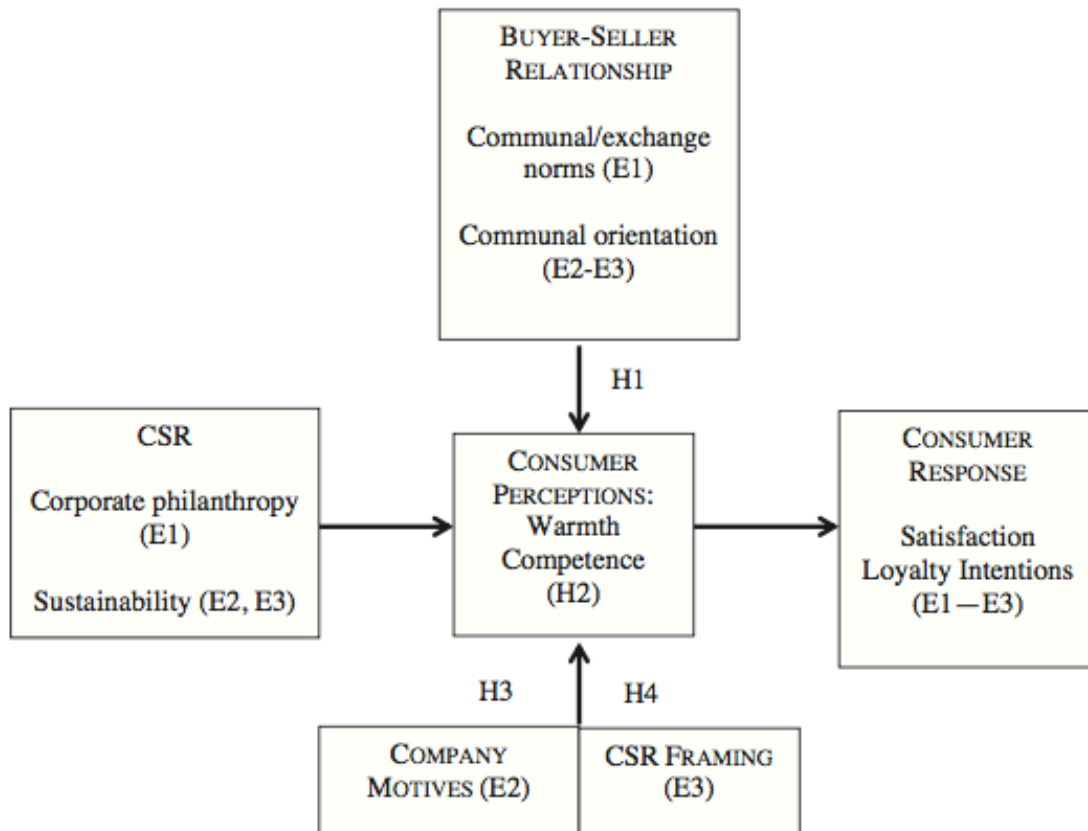 BUYER-SELLER
RELATIONSHIP
Communal/exchange
norms (E1)
Communal orientation
(E2-E3)
H1
CSR
Corporate philanthropy
(E1)
Sustainability (E2, E3)
CONSUMER
PERCEPTIONS:
Warmth
Competence
(H2)
CONSUMER
RESPONSE
Satisfaction
Loyalty Intentions
(E1—E3)
H3
H4
COMPANY
MOTIVES (E2)
CSR FRAMING
(E3)